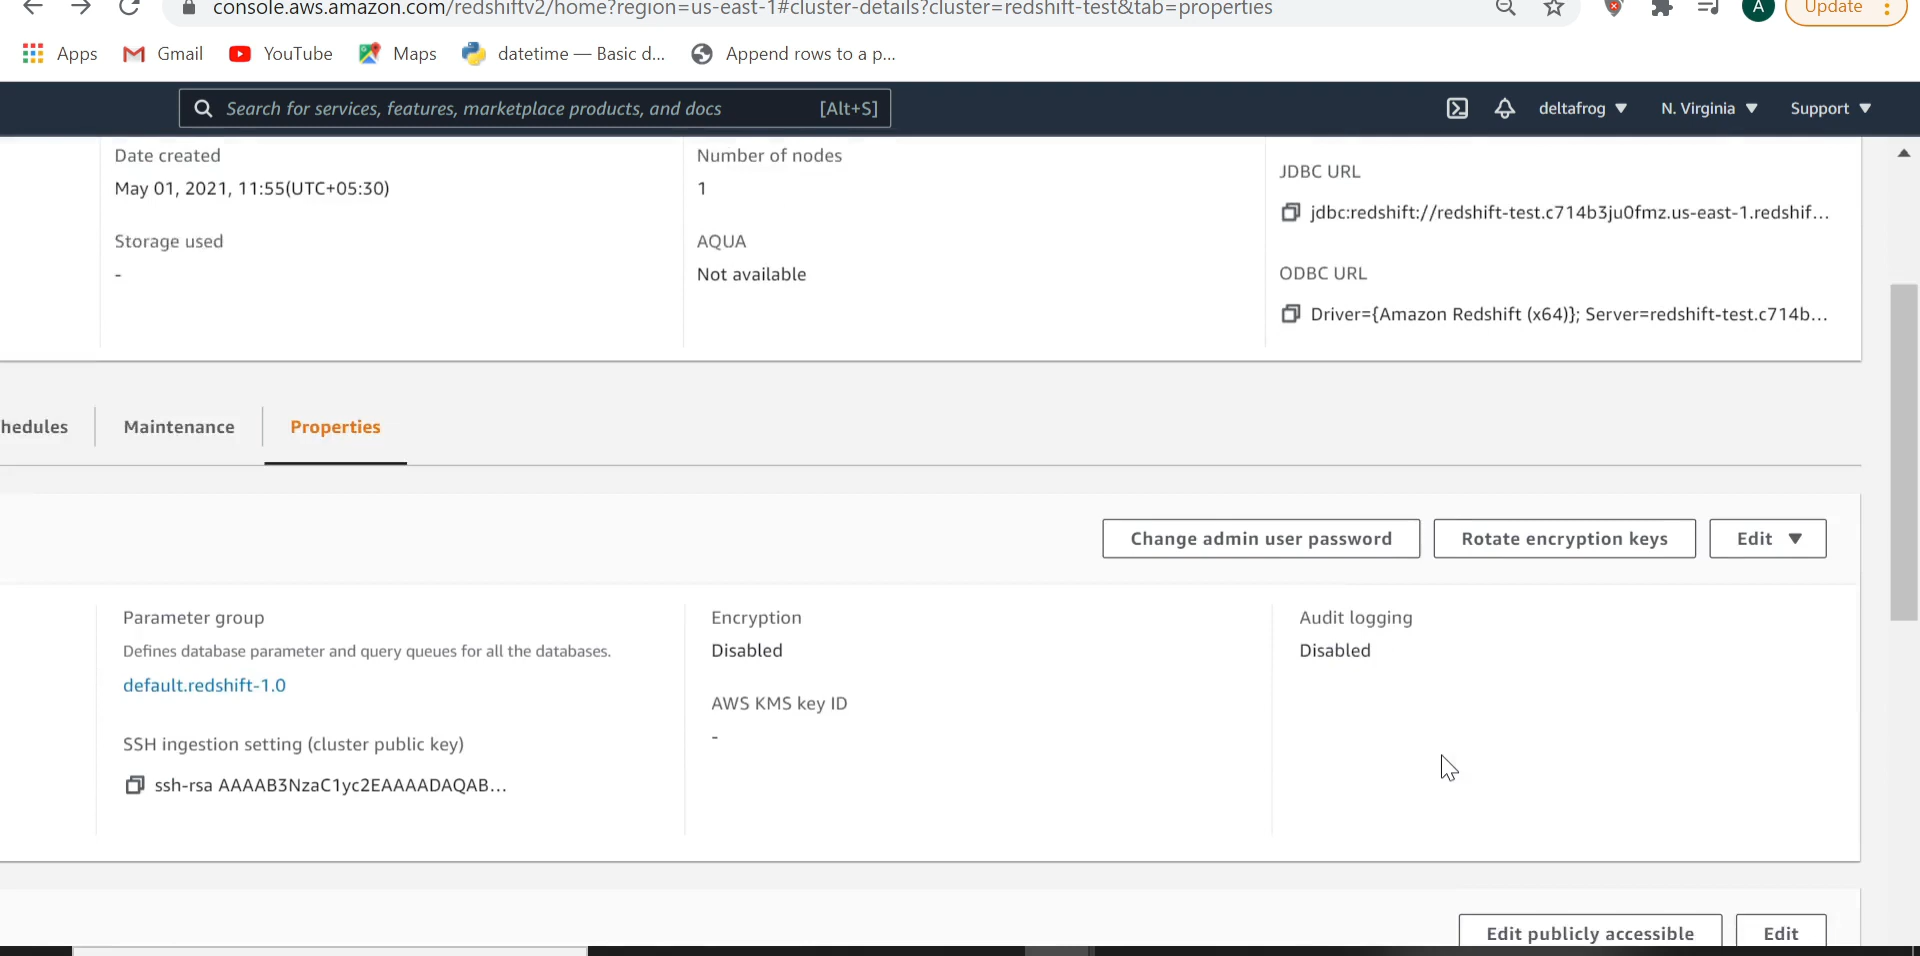 console.aws.amazon.com/redshiftv2/home?region=us-east-1#cluster-details?cluster=redshift-test&tab=properties
A
Update
Apps
Gmail
YouTube
Maps
datetime — Basic d...
Append rows to a p...
Search for services, features, marketplace products, and docs
[Alt+S]
deltafrog
N. Virginia
Support
Date created
May 01, 2021, 11:55(UTC+05:30)
Storage used
-
Number of nodes
1
AQUA
Not available
JDBC URL
jdbc:redshift://redshift-test.c714b3ju0fmz.us-east-1.redshif...
ODBC URL
Driver={Amazon Redshift (x64)}; Server=redshift-test.c714b...
hedules
Maintenance
Properties
Change admin user password
Rotate encryption keys
Edit
Parameter group
Defines database parameter and query queues for all the databases.
default.redshift-1.0
SSH ingestion setting (cluster public key)
ssh-rsa AAAAB3NzaC1yc2EAAAADAQAB...
Encryption
Disabled
AWS KMS key ID
-
Audit logging
Disabled
Edit publicly accessible
Edit